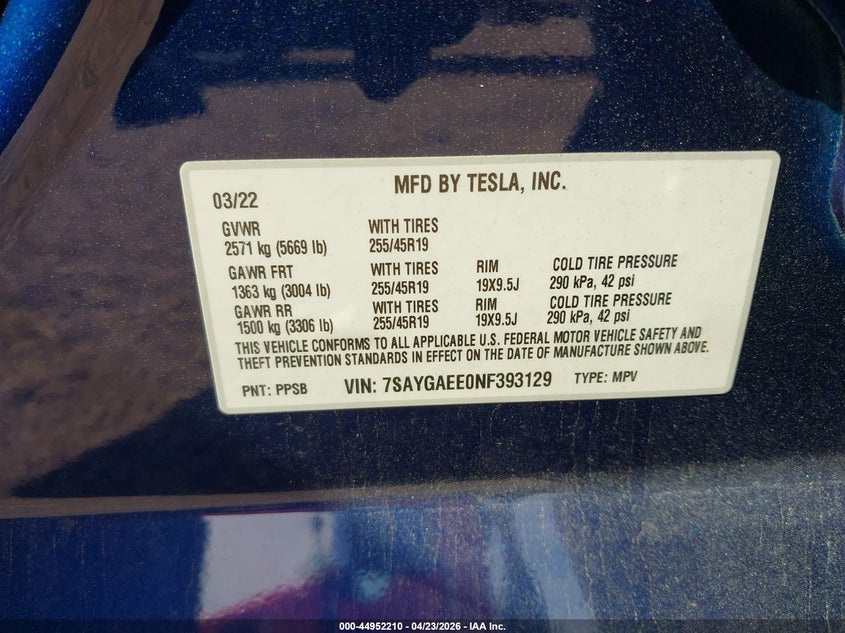 MFD BY TESLA, INC.
03/22
GVWR WITH TIRES
2571 kg (5669 lb) 255/45R19
GAWR FRT WITH TIRES RIM COLD TIRE PRESSURE
1363 kg (3004 lb) 255/45R19 19X9.5J 290 kPa, 42 psi
GAWR RR WITH TIRES RIM COLD TIRE PRESSURE
1500 kg (3306 lb) 255/45R19 19X9.5J 290 kPa, 42 psi
THIS VEHICLE CONFORMS TO ALL APPLICABLE U.S. FEDERAL MOTOR VEHICLE SAFETY AND
THEFT PREVENTION STANDARDS IN EFFECT ON THE DATE OF MANUFACTURE SHOWN ABOVE.
PNT: PPSB VIN: 7SAYGAEE0NF393129 TYPE: MPV
000-44952210 - 04/23/2026 - IAA Inc.